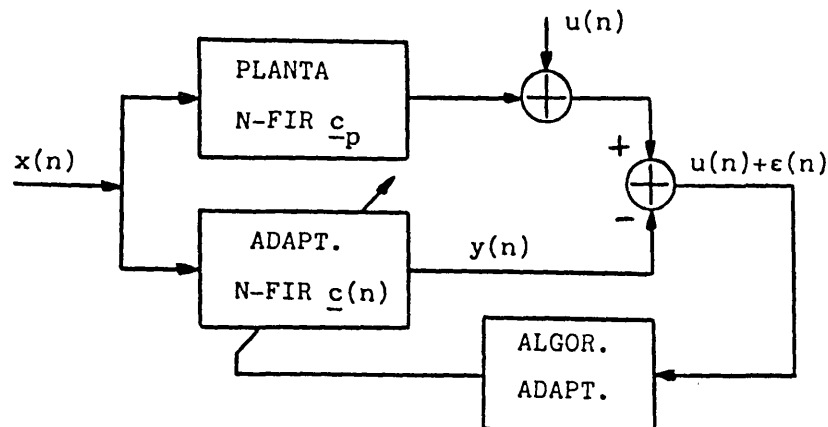 u(n)
PLANTA
N-FIR c_p
x(n)
+
u(n)+ε(n)
-
ADAPT.
N-FIR c(n)
y(n)
ALGOR.
ADAPT.